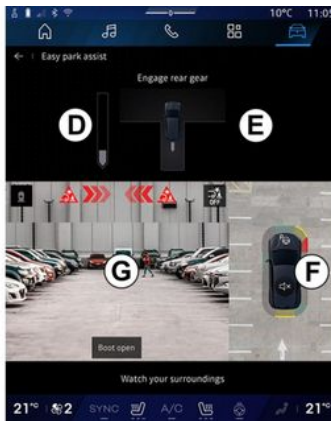 10°C 11:05
Easy park assist
Engage rear gear
D
E
OFF
G
F
Boot open
Watch your surroundings
21°C 2 SYNC A/C 21°C